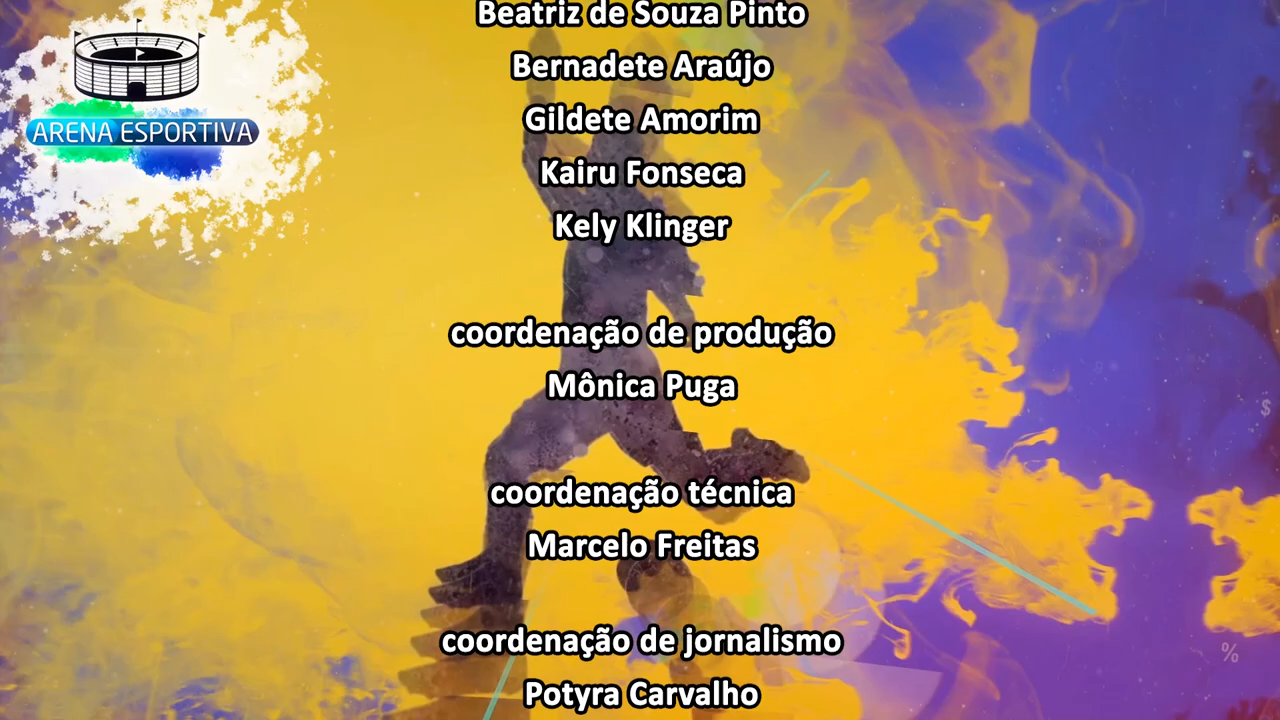 ARENA ESPORTIVA
Beatriz de Souza Pinto
Bernadete Araújo
Gildete Amorim
Kairu Fonseca
Kely Klinger
coordenação de produção
Mônica Puga
coordenação técnica
Marcelo Freitas
coordenação de jornalismo
Potyra Carvalho
$
%